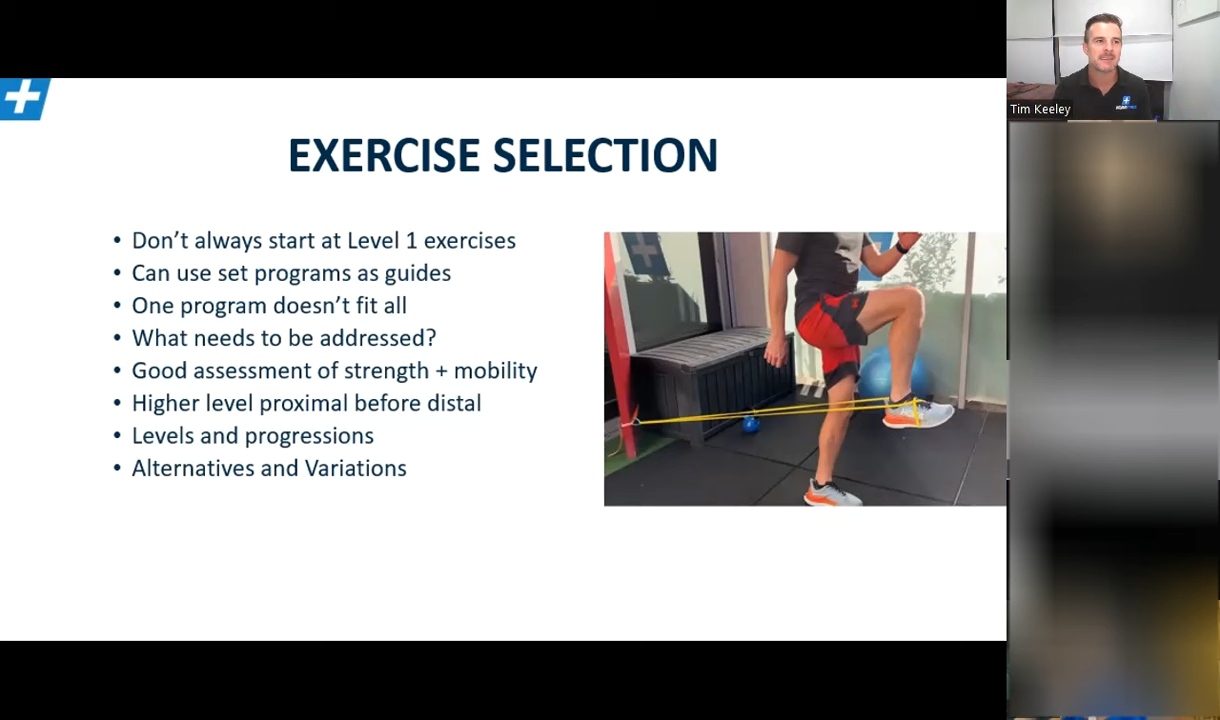 EXERCISE SELECTION
Don't always start at Level 1 exercises
Can use set programs as guides
One program doesn't fit all
What needs to be addressed?
Good assessment of strength + mobility
Higher level proximal before distal
Levels and progressions
Alternatives and Variations
Tim Keeley